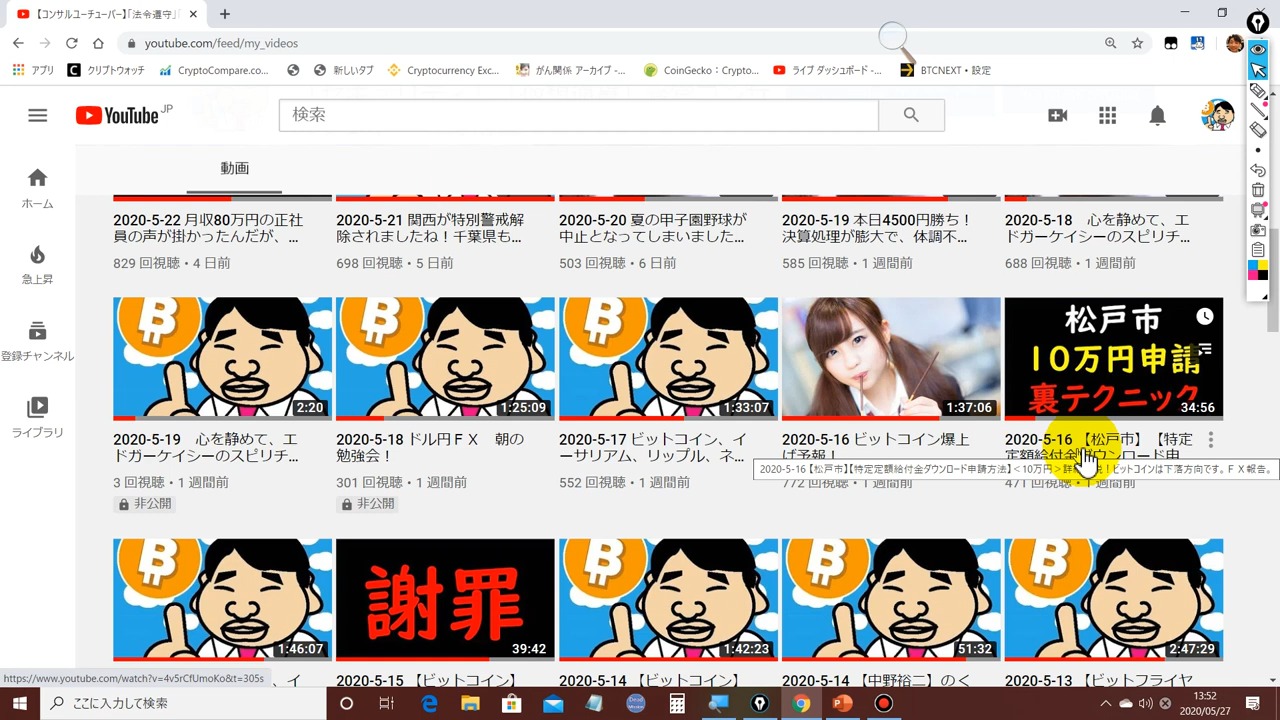 【コンサルユーチューバー】「法令遵守」
youtube.com/feed/my_videos
アプリ
クリプトウォッチ
CryptoCompare.co...
新しいタブ
Cryptocurrency Exc...
がん関係 アーカイブ - ...
CoinGecko：Crypto...
ライブ ダッシュボード - ...
BTCNEXT・設定
YouTube JP
検索
動画
ホーム
急上昇
登録チャンネル
ライブラリ
2020-5-22 月収80万円の正社
員の声が掛かったんだが、...
829 回視聴・4 日前
2020-5-21 関西が特別警戒解
除されましたね！千葉県も...
698 回視聴・5 日前
2020-5-20 夏の甲子園野球が
中止となってしまいました...
503 回視聴・6 日前
2020-5-19 本日4500円勝ち！
決算処理が膨大で、体調不...
585 回視聴・1 週間前
2020-5-18 心を静めて、エ
ドガーケイシーのスピリチ...
688 回視聴・1 週間前
2:20
1:25:09
1:33:07
1:37:06
松戸市
10万円申請
裏テクニック
34:56
2020-5-19 心を静めて、エ
ドガーケイシーのスピリチ...
3 回視聴・1 週間前
非公開
2020-5-18 ドル円ＦＸ 朝の
勉強会！
301 回視聴・1 週間前
非公開
2020-5-17 ビットコイン、イ
ーサリアム、リップル、ネ...
552 回視聴・1 週間前
2020-5-16 ビットコイン爆上
げ予報！
772 回視聴・1 週間前
2020-5-16 【松戸市】【特定
定額給付金ダウンロード申...
471 回視聴・1 週間前
2020-5-16【松戸市】【特定定額給付金ダウンロード申請方法】＜10万円＞詳 ！ビットコインは下落方向です。ＦＸ報告。
1:46:07
謝罪
39:42
1:42:23
51:32
2:47:29
2020-5-15 【ビットコイン】
2020-5-14 【ビットコイン】
2020-5-14 【中野裕二】のく
2020-5-13 【ビットフライヤ
https://www.youtube.com/watch?v=4v5rCfUmoKo&t=305s
ここに入力して検索
13:52
2020/05/27